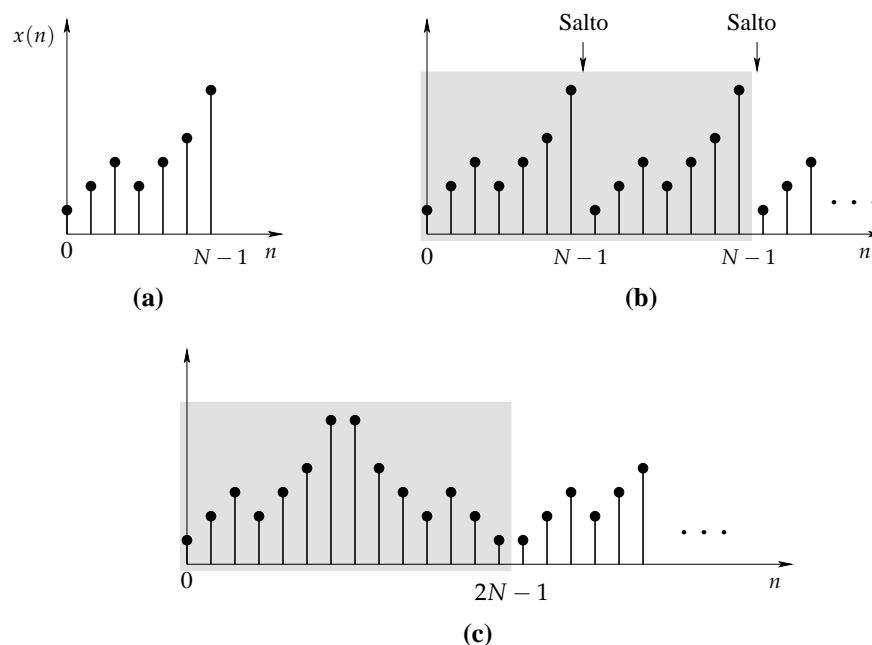 x(n)
0
N − 1
n
(a)
Salto
Salto
0
N − 1
N − 1
n
. . .
(b)
0
2N − 1
n
. . .
(c)